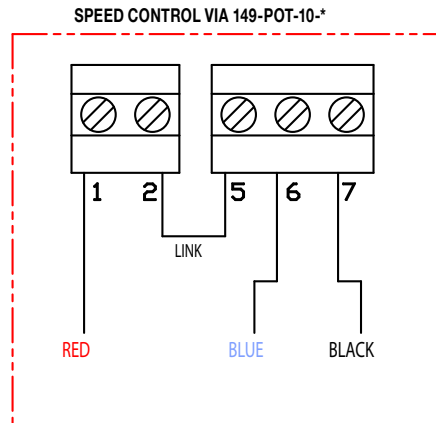 SPEED CONTROL VIA 149-POT-10-*
1 2 5 6 7
LINK
RED BLUE BLACK